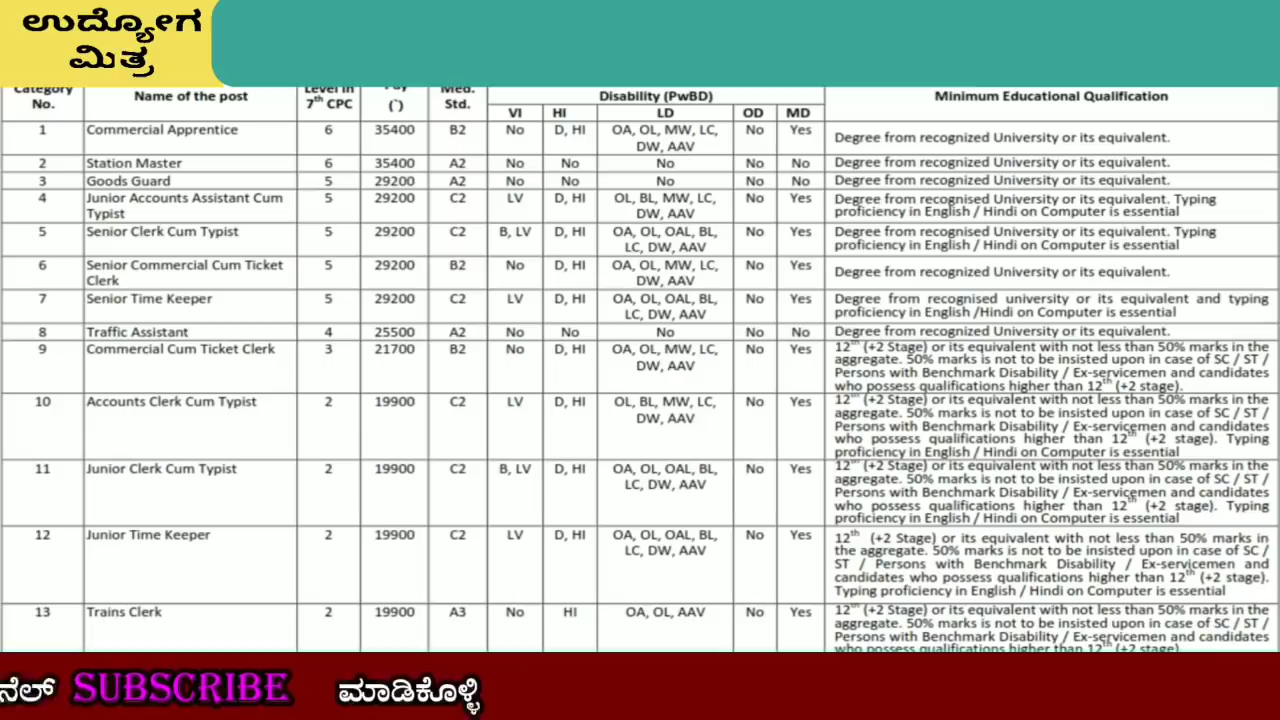 ಉದ್ಯೋಗ
ಮಿತ್ರ
Category Name of the post Level in Med. Disability (PwBD) Minimum Educational Qualification
No. 7th CPC (`) Std. VI HI LD OD MD
1 Commercial Apprentice 6 35400 B2 No D, HI OA, OL, MW, LC, No Yes Degree from recognized University or its equivalent.
DW, AAV
2 Station Master 6 35400 A2 No No No No No Degree from recognized University or its equivalent.
3 Goods Guard 5 29200 A2 No No No No No Degree from recognized University or its equivalent.
4 Junior Accounts Assistant Cum 5 29200 C2 LV D, HI OL, BL, MW, LC, No Yes Degree from recognized University or its equivalent. Typing
Typist DW, AAV proficiency in English / Hindi on Computer is essential
5 Senior Clerk Cum Typist 5 29200 C2 B, LV D, HI OA, OL, OAL, BL, No Yes Degree from recognized University or its equivalent. Typing
LC, DW, AAV proficiency in English / Hindi on Computer is essential
6 Senior Commercial Cum Ticket 5 29200 B2 No D, HI OA, OL, MW, LC, No Yes Degree from recognized University or its equivalent.
Clerk DW, AAV
7 Senior Time Keeper 5 29200 C2 LV D, HI OA, OL, OAL, BL, No Yes Degree from recognised university or its equivalent and typing
LC, DW, AAV proficiency in English /Hindi on Computer is essential
8 Traffic Assistant 4 25500 A2 No No No No No Degree from recognized University or its equivalent.
9 Commercial Cum Ticket Clerk 3 21700 B2 No D, HI OA, OL, MW, LC, No Yes 12th (+2 Stage) or its equivalent with not less than 50% marks in the
DW, AAV aggregate. 50% marks is not to be insisted upon in case of SC / ST /
Persons with Benchmark Disability / Ex-servicemen and candidates
who possess qualifications higher than 12th (+2 stage).
10 Accounts Clerk Cum Typist 2 19900 C2 LV D, HI OL, BL, MW, LC, No Yes 12th (+2 Stage) or its equivalent with not less than 50% marks in the
DW, AAV aggregate. 50% marks is not to be insisted upon in case of SC / ST /
Persons with Benchmark Disability / Ex-servicemen and candidates
who possess qualifications higher than 12th (+2 stage). Typing
proficiency in English / Hindi on Computer is essential
11 Junior Clerk Cum Typist 2 19900 C2 B, LV D, HI OA, OL, OAL, BL, No Yes 12th (+2 Stage) or its equivalent with not less than 50% marks in the
LC, DW, AAV aggregate. 50% marks is not to be insisted upon in case of SC / ST /
Persons with Benchmark Disability / Ex-servicemen and candidates
who possess qualifications higher than 12th (+2 stage). Typing
proficiency in English / Hindi on Computer is essential
12 Junior Time Keeper 2 19900 C2 LV D, HI OA, OL, OAL, BL, No Yes 12th (+2 Stage) or its equivalent with not less than 50% marks in
LC, DW, AAV the aggregate. 50% marks is not to be insisted upon in case of SC /
ST / Persons with Benchmark Disability / Ex-servicemen and
candidates who possess qualifications higher than 12th (+2 stage).
Typing proficiency in English / Hindi on Computer is essential
13 Trains Clerk 2 19900 A3 No HI OA, OL, AAV No Yes 12th (+2 Stage) or its equivalent with not less than 50% marks in the
aggregate. 50% marks is not to be insisted upon in case of SC / ST /
Persons with Benchmark Disability / Ex-servicemen and candidates
who possess qualifications higher than 12th (+2 stage).
ನೆಲ್ SUBSCRIBE ಮಾಡಿಕೊಳ್ಳಿ